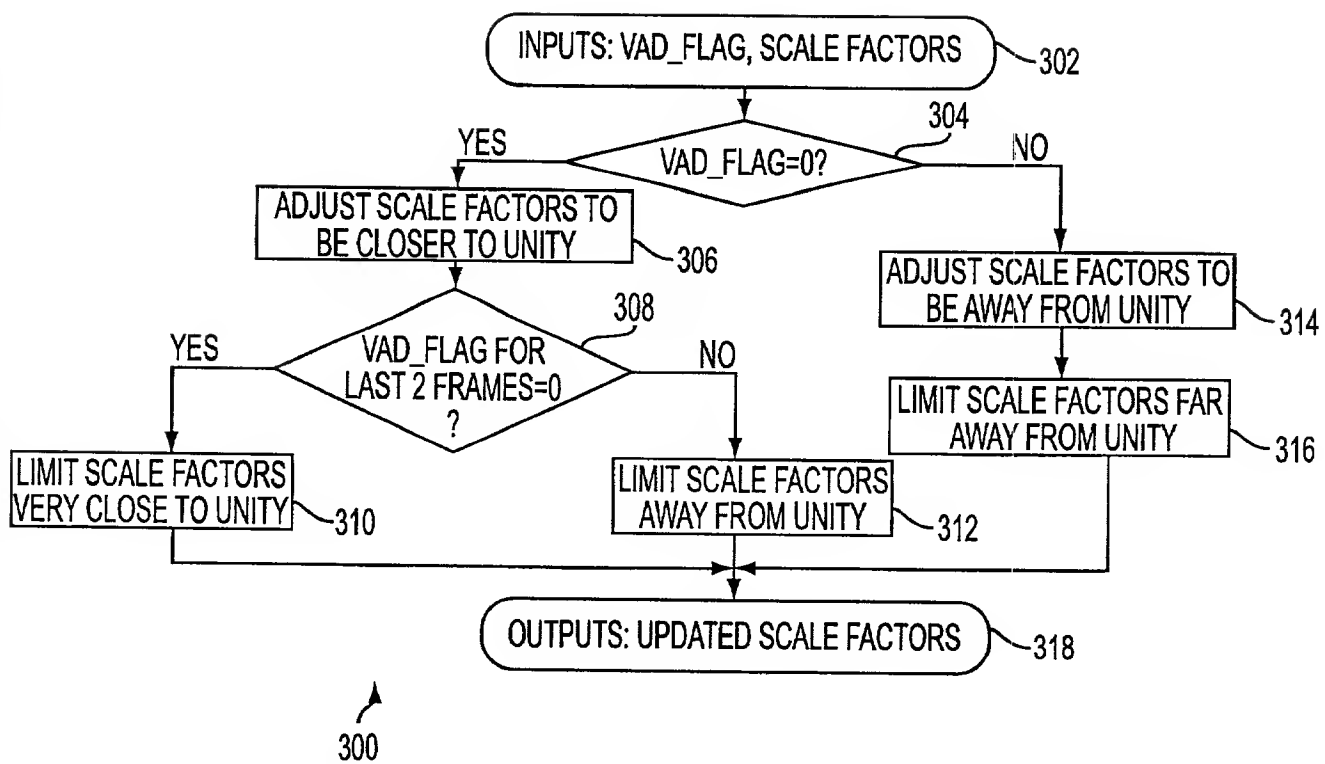 INPUTS: VAD_FLAG, SCALE FACTORS
302
304
YES
VAD_FLAG=0?
NO
ADJUST SCALE FACTORS TO
BE CLOSER TO UNITY
306
ADJUST SCALE FACTORS TO
BE AWAY FROM UNITY
314
308
YES
VAD_FLAG FOR
LAST 2 FRAMES=0
?
NO
LIMIT SCALE FACTORS FAR
AWAY FROM UNITY
316
LIMIT SCALE FACTORS
VERY CLOSE TO UNITY
310
LIMIT SCALE FACTORS
AWAY FROM UNITY
312
OUTPUTS: UPDATED SCALE FACTORS
318
300